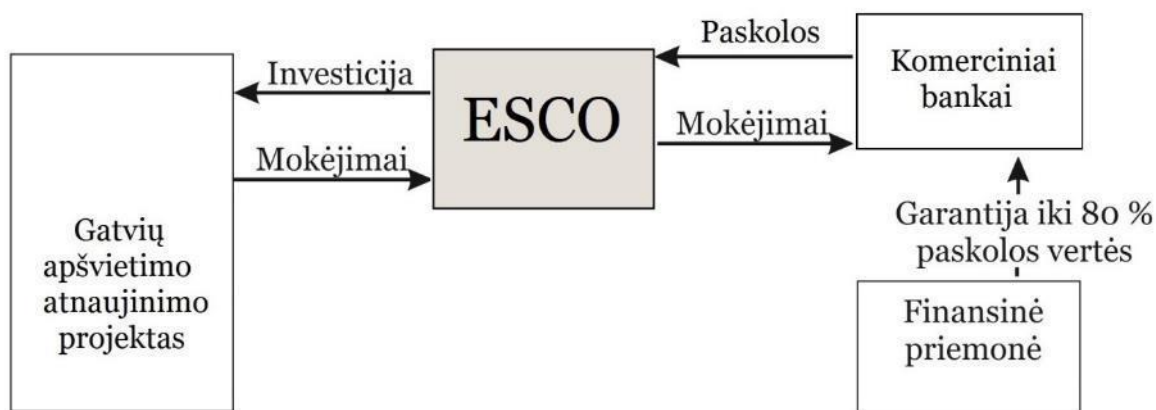 Paskolos
Komerciniai
bankai
Investicija
ESCO
Mokėjimai
Mokėjimai
Garantija iki 80 %
paskolos vertės
Gatvių
apšvietimo
atnaujinimo
projektas
Finansinė
priemonė